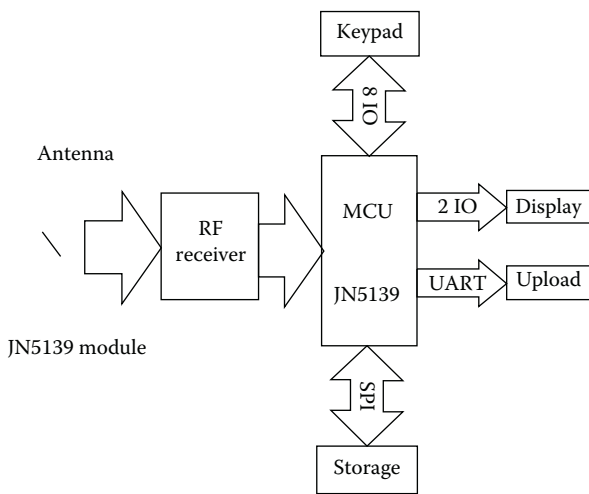 Keypad
8 IO
Antenna
RF
receiver
MCU
JN5139
2 IO
Display
UART
Upload
JN5139 module
SPI
Storage